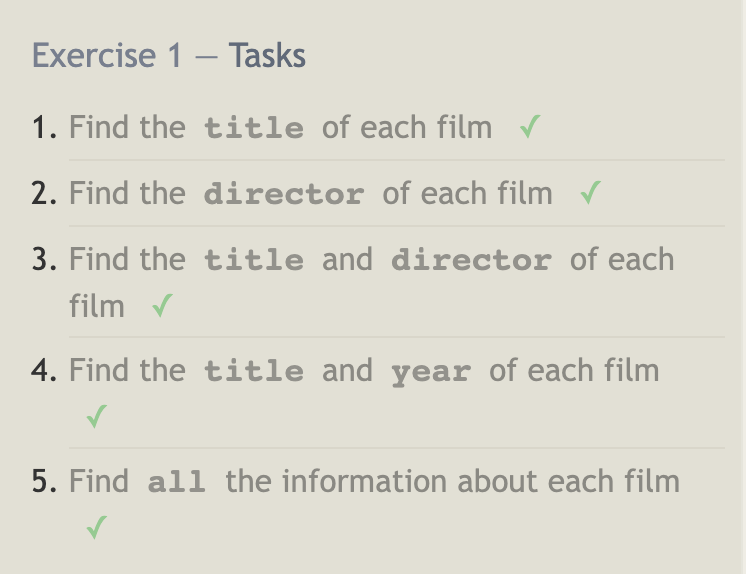 Exercise 1 — Tasks
1. Find the title of each film ✓
2. Find the director of each film ✓
3. Find the title and director of each
film ✓
4. Find the title and year of each film
✓
5. Find all the information about each film
✓